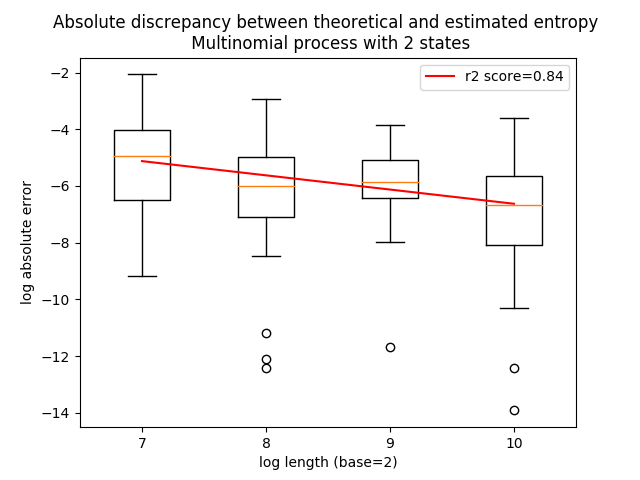 Absolute discrepancy between theoretical and estimated entropy
Multinomial process with 2 states
r2 score=0.84
log absolute error
−2
−4
−6
−8
−10
−12
−14
7 8 9 10
log length (base=2)